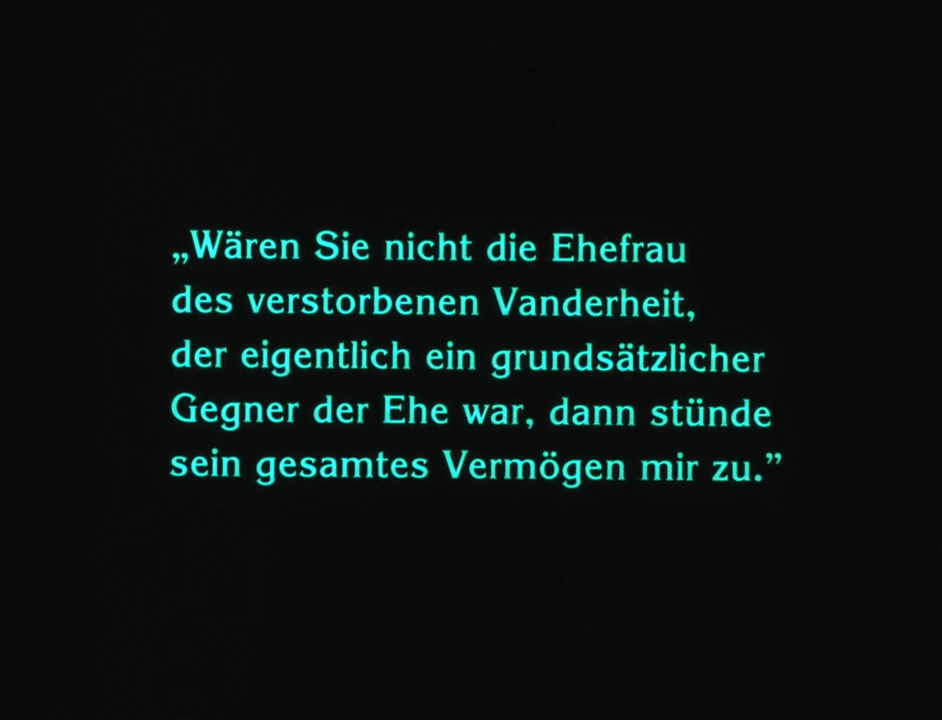 „Wären Sie nicht die Ehefrau
des verstorbenen Vanderheit,
der eigentlich ein grundsätzlicher
Gegner der Ehe war, dann stünde
sein gesamtes Vermögen mir zu.”